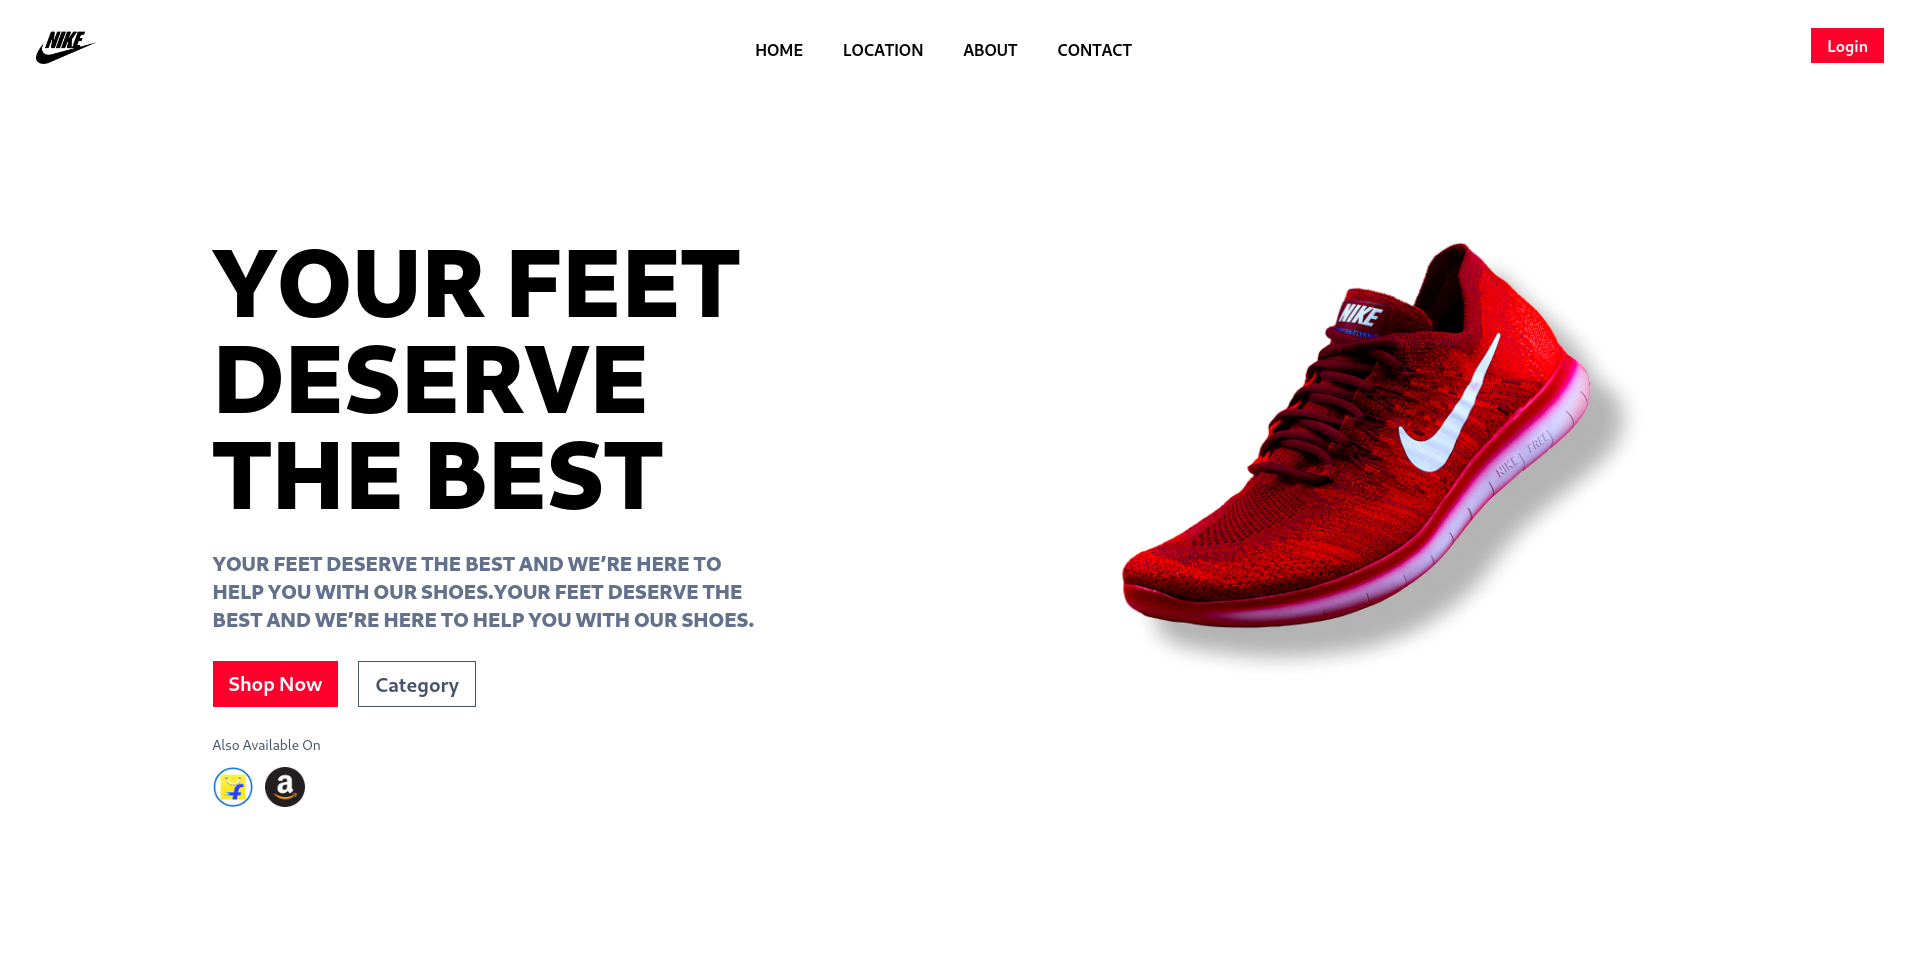 NIKE
HOME LOCATION ABOUT CONTACT
Login
YOUR FEET
DESERVE
THE BEST
NIKE
YOUR FEET DESERVE THE BEST AND WE’RE HERE TO
HELP YOU WITH OUR SHOES.YOUR FEET DESERVE THE
BEST AND WE’RE HERE TO HELP YOU WITH OUR SHOES.
NIKE FREE
Shop Now Category
Also Available On
f
a